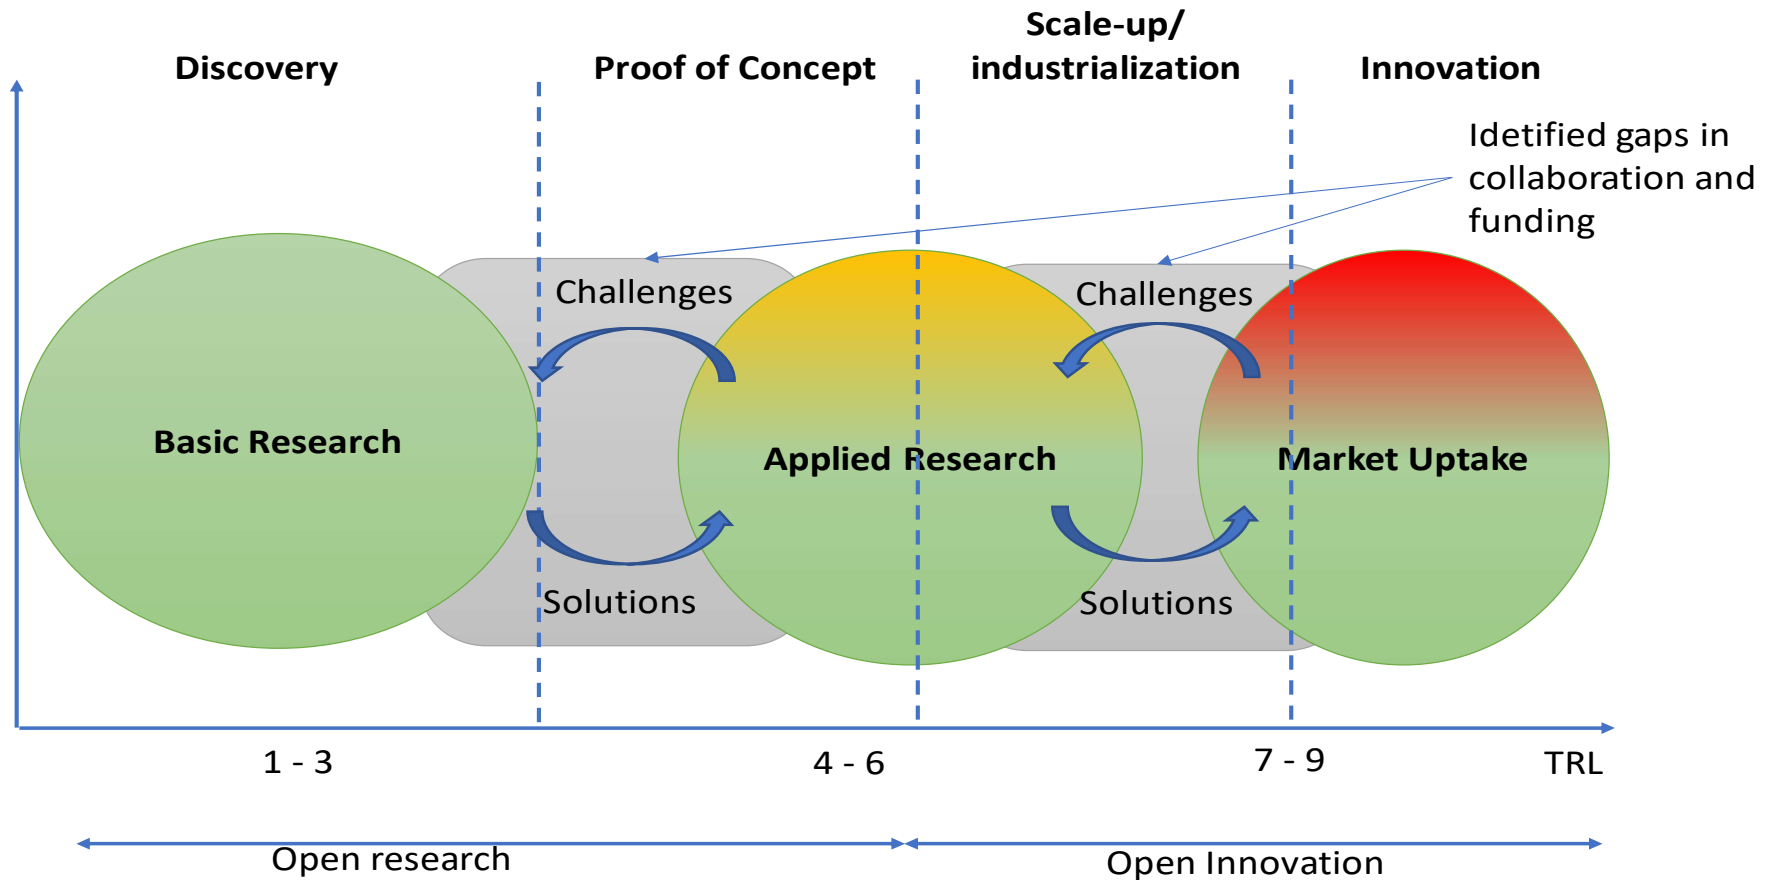 Discovery
Proof of Concept
Scale-up/
industrialization
Innovation
Idetified gaps in
collaboration and
funding
Challenges
Challenges
Basic Research
Applied Research
Market Uptake
Solutions
Solutions
1 - 3
4 - 6
7 - 9
TRL
Open research
Open Innovation